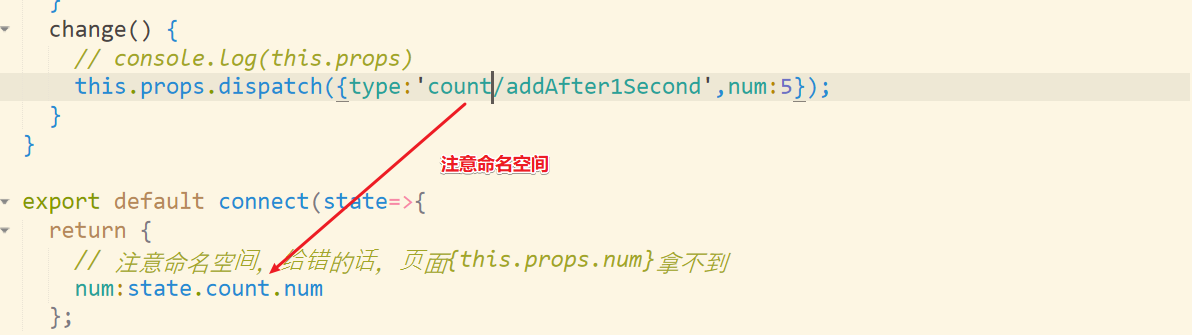 }
change() {
// console.log(this.props)
this.props.dispatch({type:'count/addAfter1Second',num:5});
}
}
注意命名空间
export default connect(state=>{
return {
// 注意命名空间，给错的话，页面{this.props.num}拿不到
num:state.count.num
};